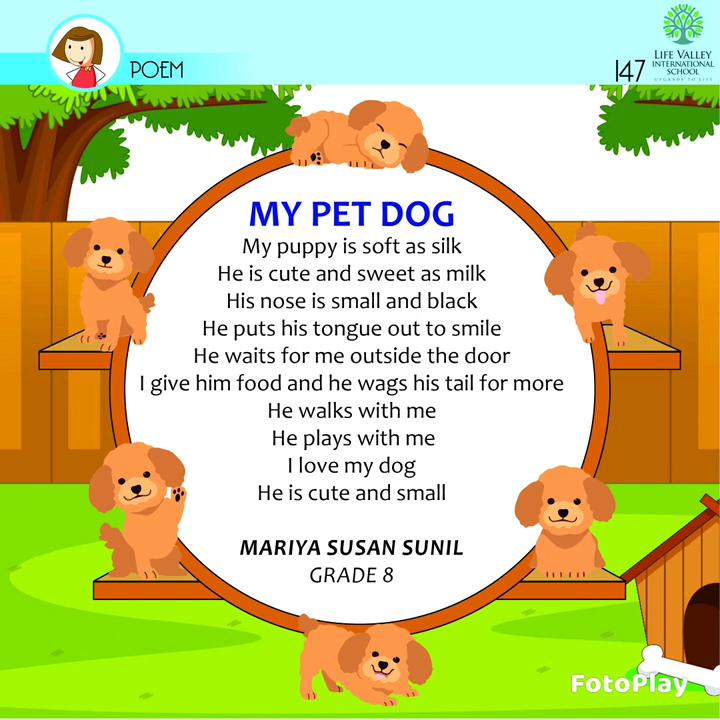 POEM
147
LIFE VALLEY
INTERNATIONAL
SCHOOL
UPGRADE TO LIFE
MY PET DOG
My puppy is soft as silk
He is cute and sweet as milk
His nose is small and black
He puts his tongue out to smile
He waits for me outside the door
I give him food and he wags his tail for more
He walks with me
He plays with me
I love my dog
He is cute and small
MARIYA SUSAN SUNIL
GRADE 8
FotoPlay